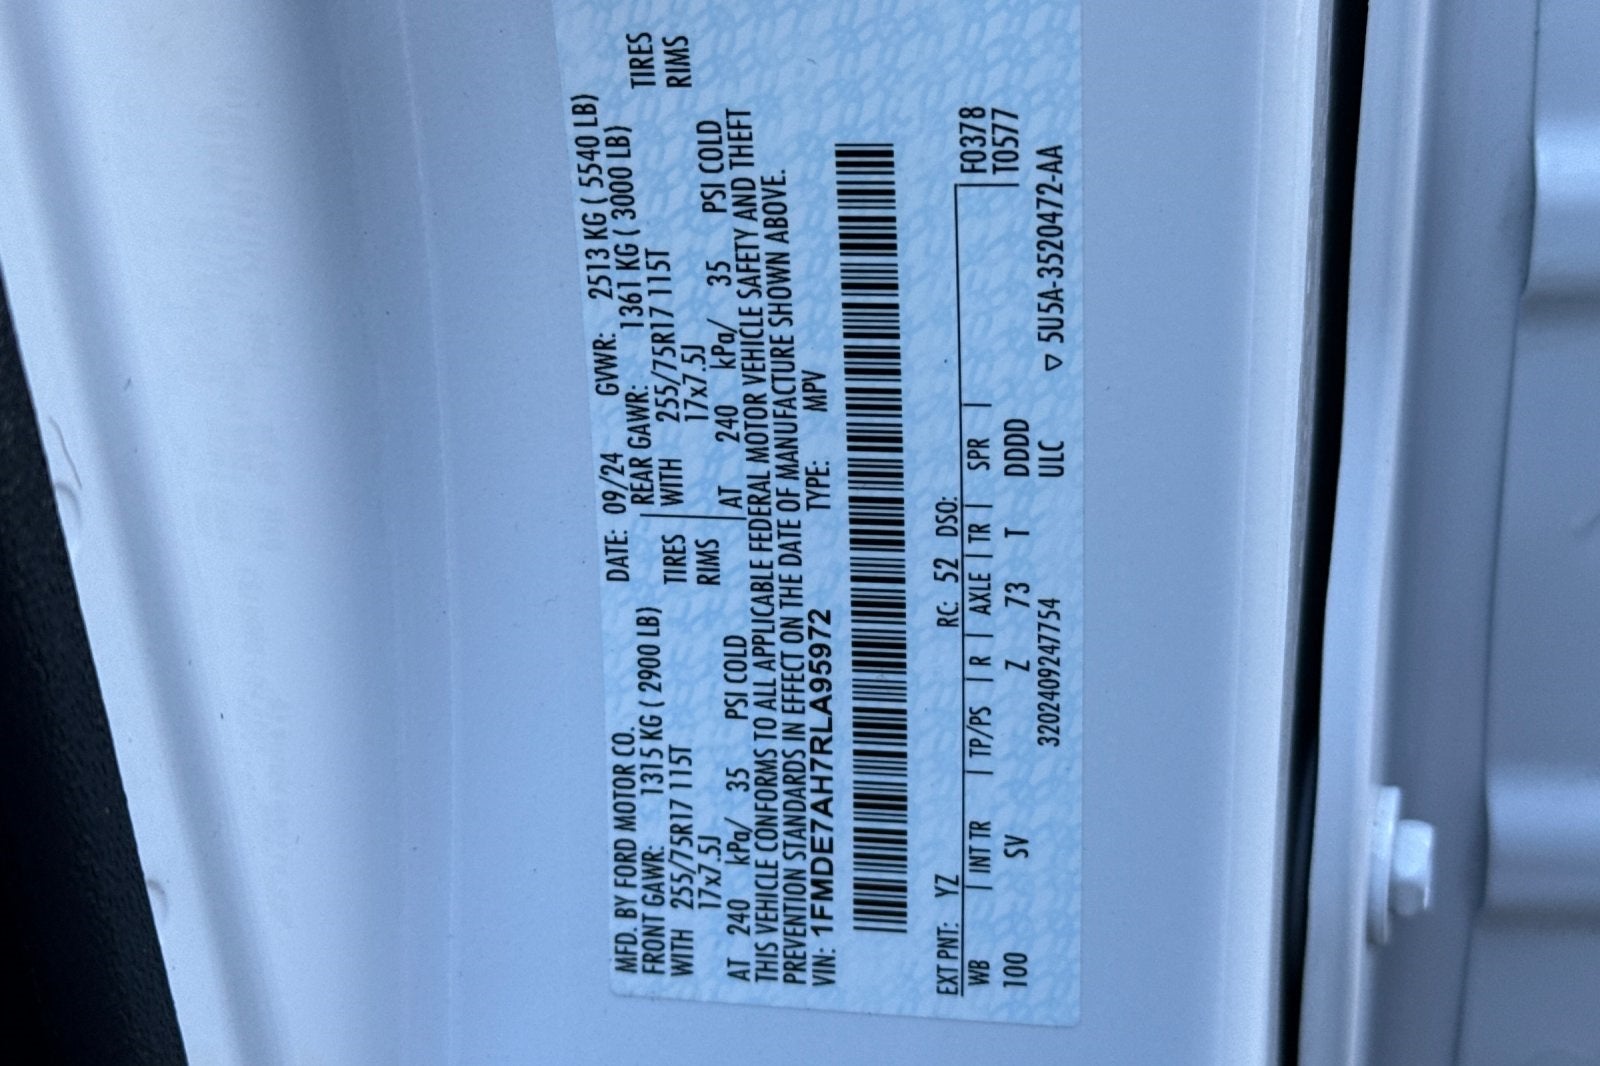 MFD. BY FORD MOTOR CO.
DATE: 09/24 GVWR: 2513 KG ( 5540 LB)
FRONT GAWR: 1315 KG ( 2900 LB)
REAR GAWR: 1361 KG ( 3000 LB)
WITH 255/75R17 115T TIRES
WITH 255/75R17 115T TIRES
17x7.5J RIMS
17x7.5J RIMS
AT 240 kPa/ 35 PSI COLD
AT 240 kPa/ 35 PSI COLD
THIS VEHICLE CONFORMS TO ALL APPLICABLE FEDERAL MOTOR VEHICLE SAFETY AND THEFT
PREVENTION STANDARDS IN EFFECT ON THE DATE OF MANUFACTURE SHOWN ABOVE.
VIN: 1FMDE7AH7RLA95972 TYPE: MPV
EXT PNT: YZ RC: 52 DSO:
WB | INT TR | TP/PS | R | AXLE | TR | SPR | F0378
100 SV Z 73 T DDDD T0577
3202409247754 ULC ▽ 5U5A-3520472-AA